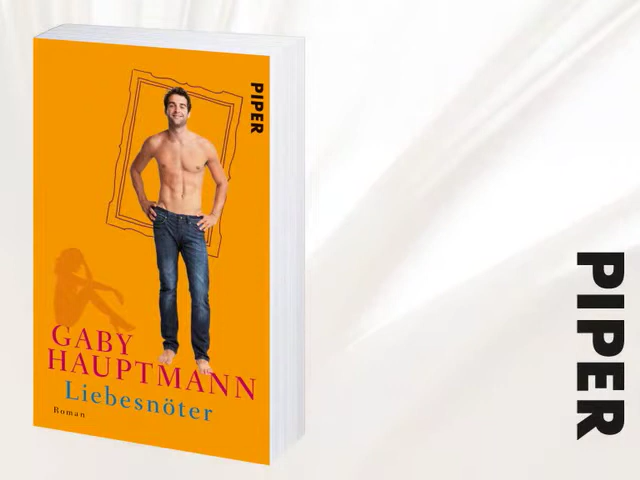 PIPER
GABY
HAUPTMANN
Liebesnöter
Roman
PIPER